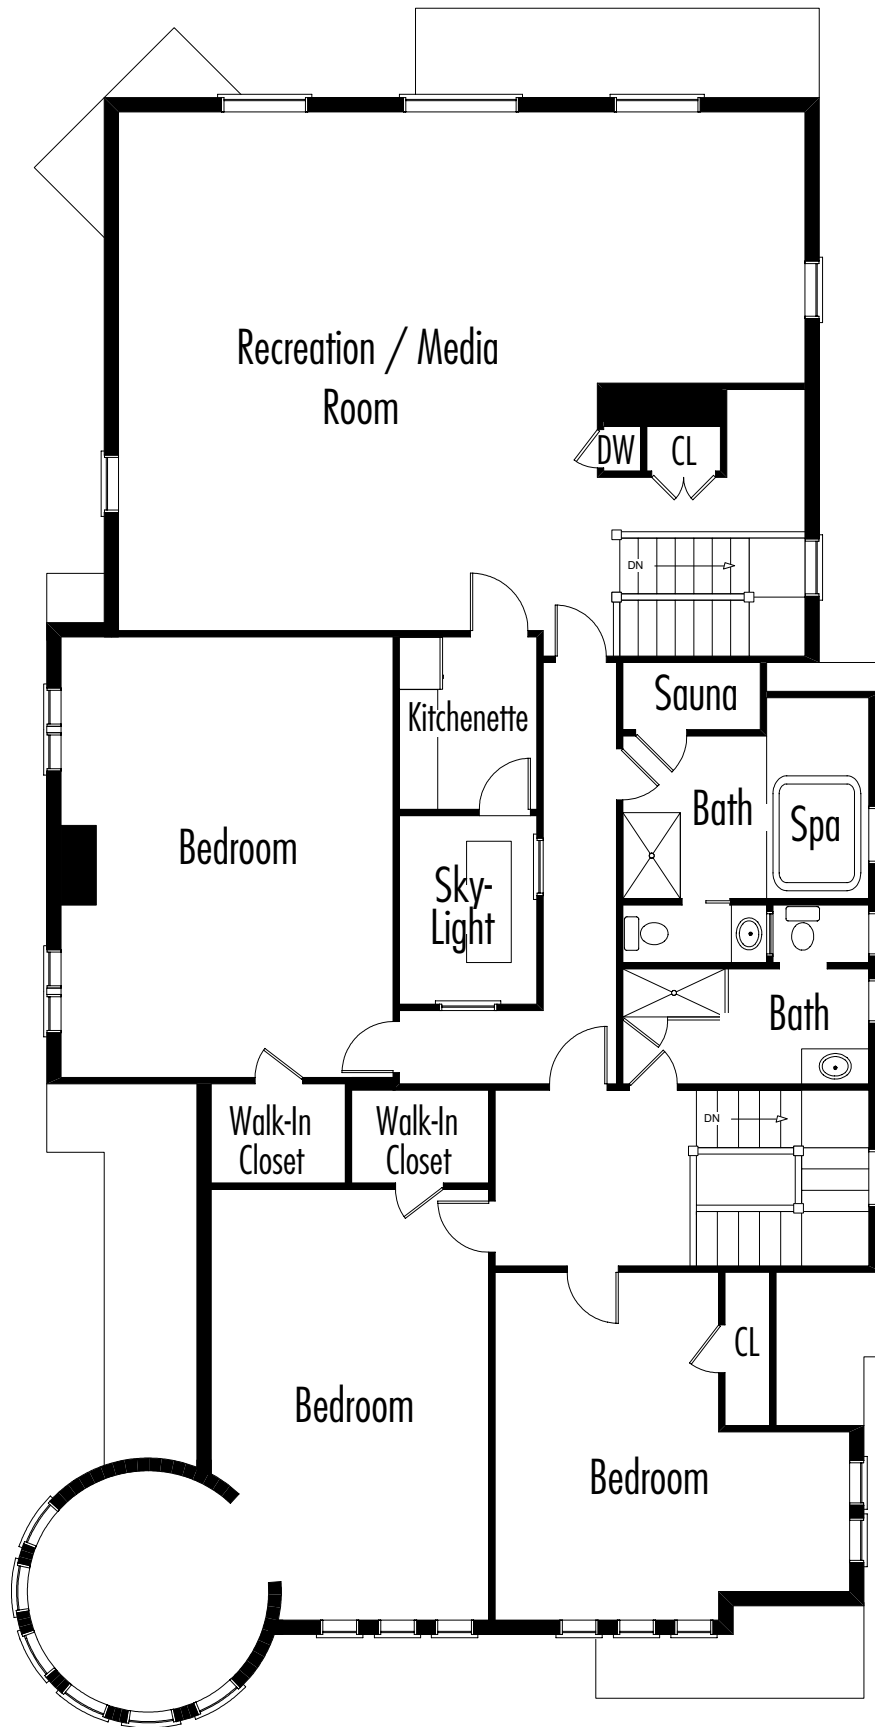 Recreation / Media
Room
DW
CL
DN
Sauna
Kitchenette
Bath
Spa
Bedroom
Sky-
Light
Bath
Walk-In
Closet
Walk-In
Closet
DN
CL
Bedroom
Bedroom